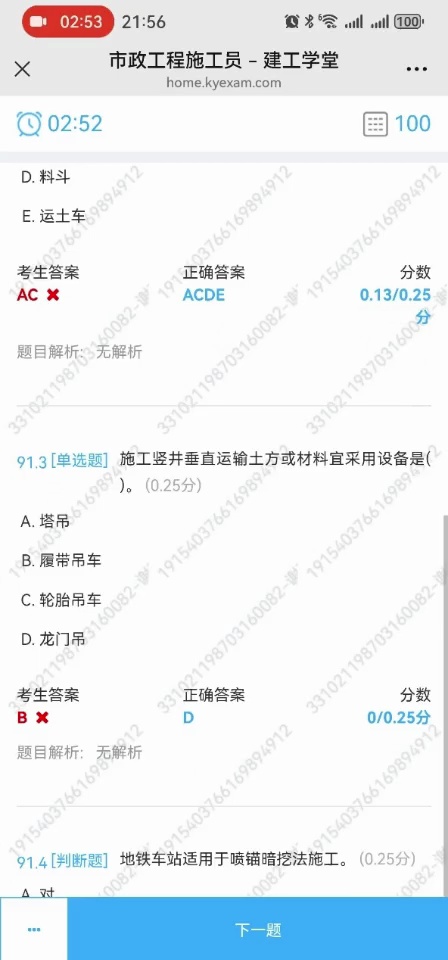 02:53 21:56 6 100
市政工程施工员 – 建工学堂
home.kyexam.com
02:52 100
D. 料斗
E. 运土车
考生答案 正确答案 分数
AC ✖ ACDE 0.13/0.25
分
题目解析: 无解析
91.3 [单选题] 施工竖井垂直运输土方或材料宜采用设备是(
)。 (0.25分)
A. 塔吊
B. 履带吊车
C. 轮胎吊车
D. 龙门吊
考生答案 正确答案 分数
B ✖ D 0/0.25分
题目解析: 无解析
91.4 [判断题] 地铁车站适用于喷锚暗挖法施工。 (0.25分)
A. 对
... 下一题